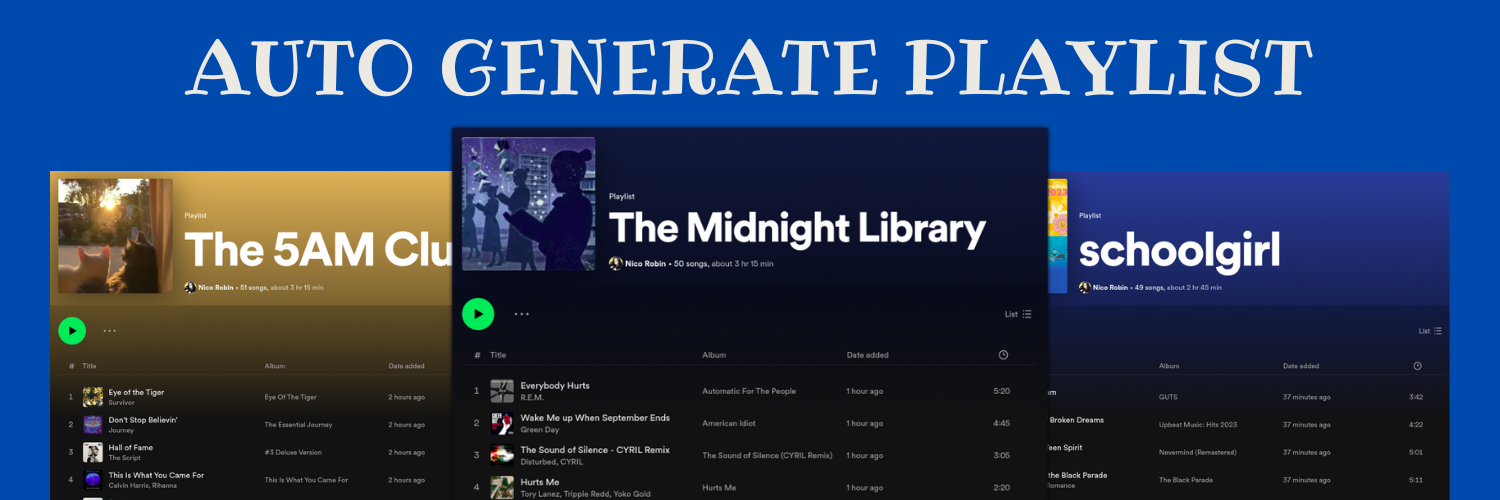 AUTO GENERATE PLAYLIST
Playlist
The 5AM Clu
Nico Robin • 51 songs, about 3 hr 15 min
# Title Album Date added
1 Eye of the Tiger Eye Of The Tiger 2 hours ago
Survivor
2 Don't Stop Believin' The Essential Journey 2 hours ago
Journey
3 Hall of Fame #3 Deluxe Version 2 hours ago
The Script
4 This Is What You Came For This Is What You Came For 2 hours ago
Calvin Harris, Rihanna
Playlist
The Midnight Library
Nico Robin • 50 songs, about 3 hr 15 min
List
# Title Album Date added
1 Everybody Hurts Automatic For The People 1 hour ago 5:20
R.E.M.
2 Wake Me up When September Ends American Idiot 1 hour ago 4:45
Green Day
3 The Sound of Silence - CYRIL Remix The Sound of Silence (CYRIL Remix) 1 hour ago 3:05
Disturbed, CYRIL
4 Hurts Me Hurts Me 1 hour ago 2:20
Tory Lanez, Trippie Redd, Yoko Gold
2023
Playlist
schoolgirl
Nico Robin • 49 songs, about 2 hr 45 min
List
Album Date added
GUTS 37 minutes ago 3:42
Broken Dreams Upbeat Music: Hits 2023 37 minutes ago 4:22
Teen Spirit Nevermind (Remastered) 37 minutes ago 5:01
the Black Parade The Black Parade 37 minutes ago 5:11
Romance